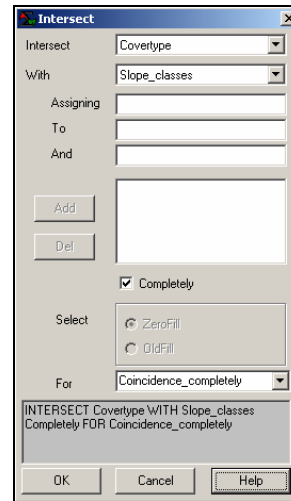 Intersect
Intersect Covertype
With Slope_classes
Assigning
To
And
Add
Del
Completely
Select ZeroFill
OldFill
For Coincidence_completely
INTERSECT Covertype WITH Slope_classes
Completely FOR Coincidence_completely
OK Cancel Help